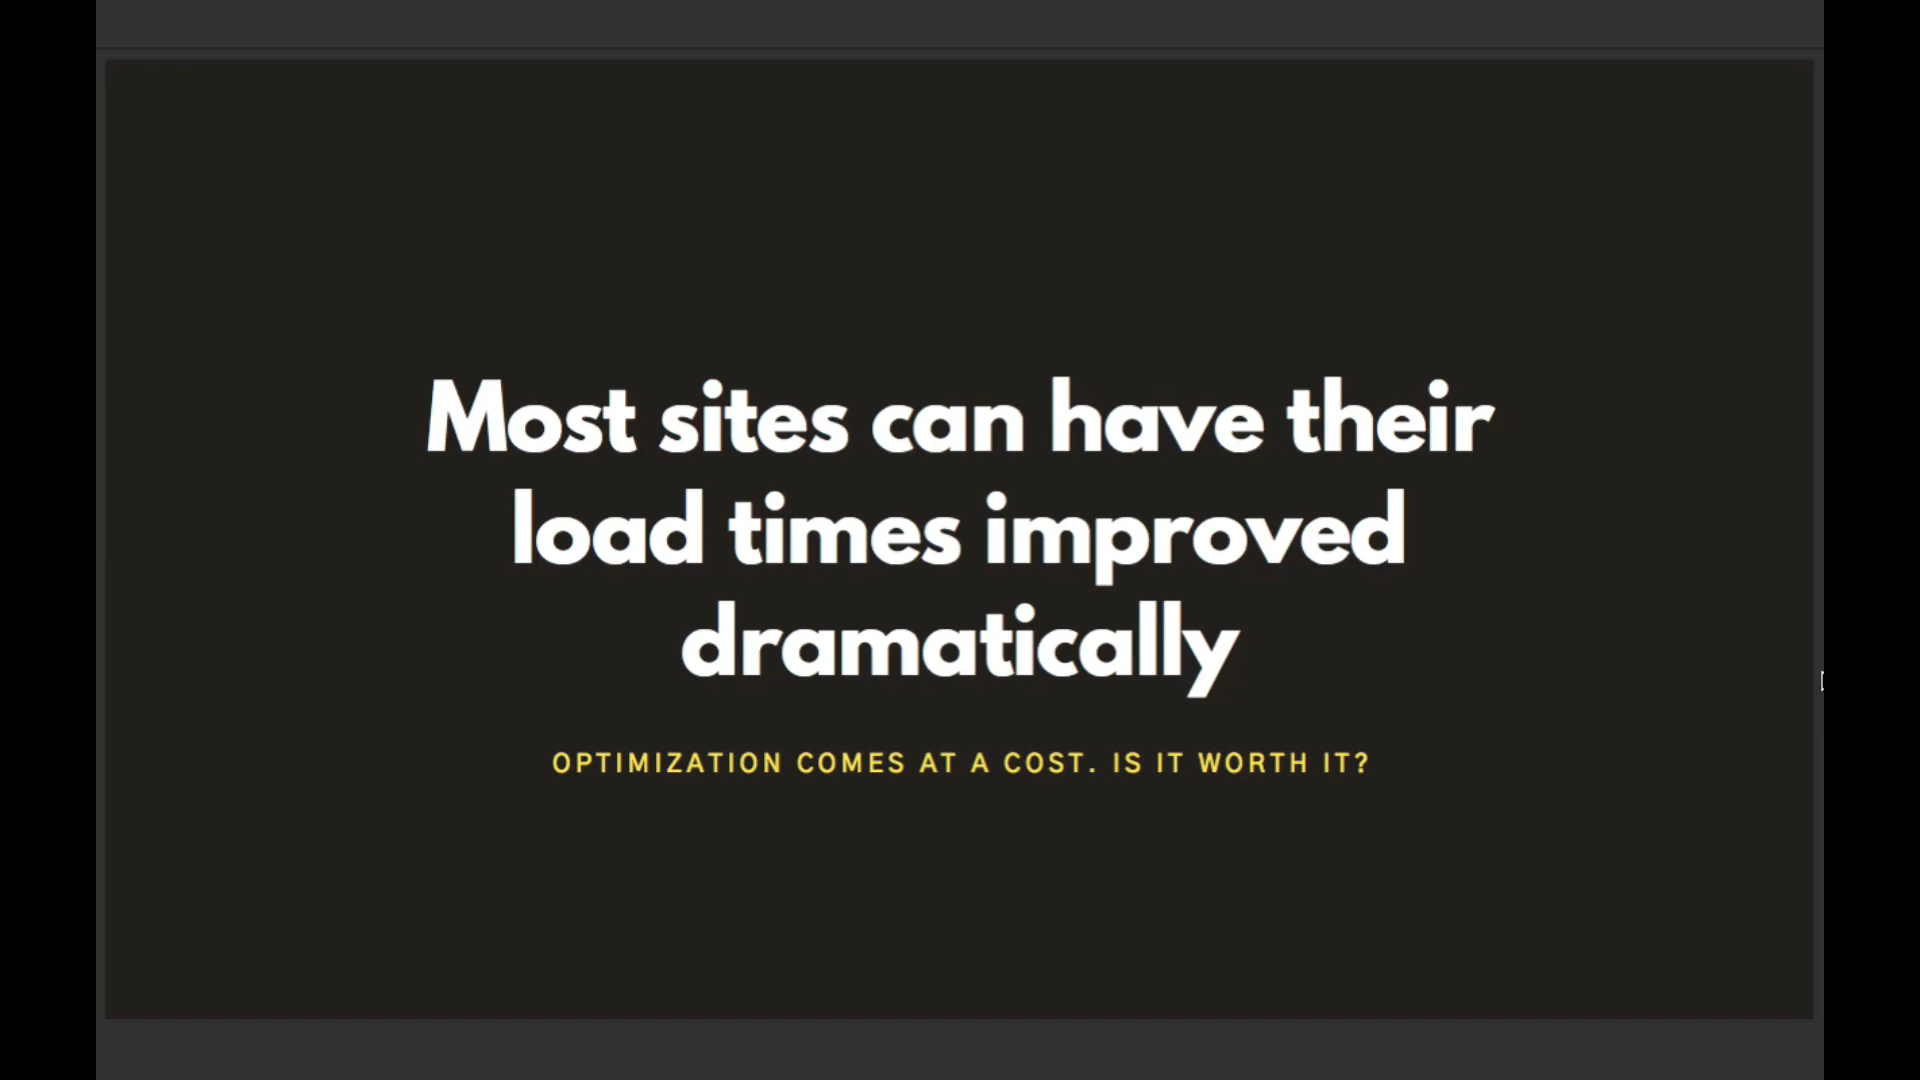 Most sites can have their
load times improved
dramatically
OPTIMIZATION COMES AT A COST. IS IT WORTH IT?